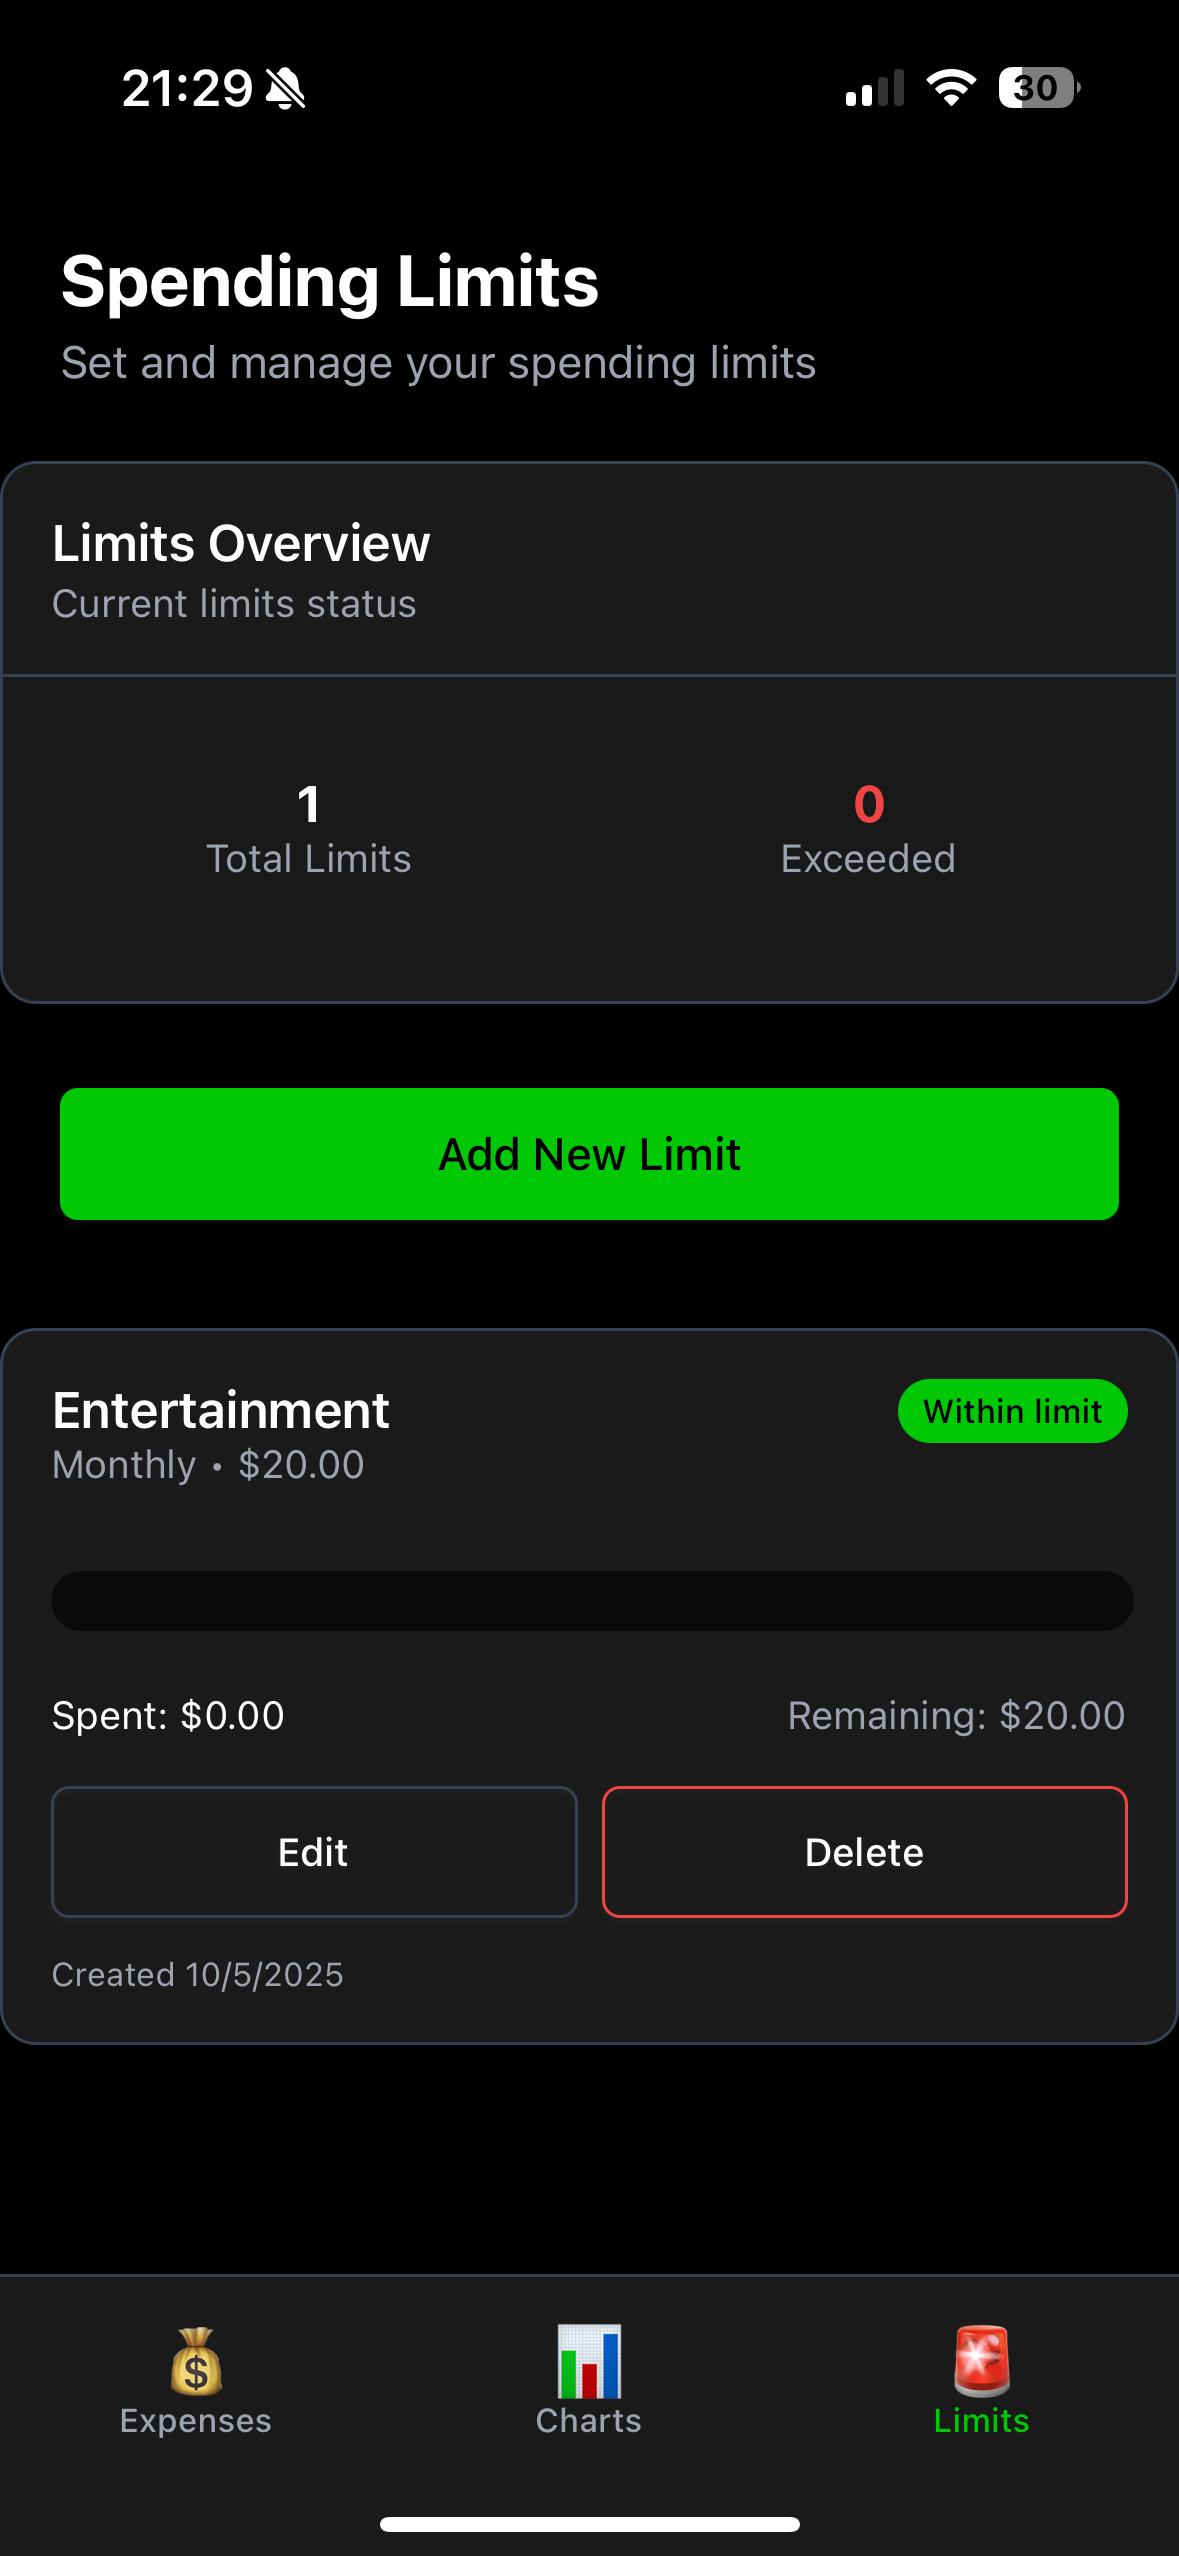 21:29
30
Spending Limits
Set and manage your spending limits
Limits Overview
Current limits status
1
Total Limits
0
Exceeded
Add New Limit
Entertainment
Within limit
Monthly • $20.00
Spent: $0.00
Remaining: $20.00
Edit
Delete
Created 10/5/2025
Expenses
Charts
Limits